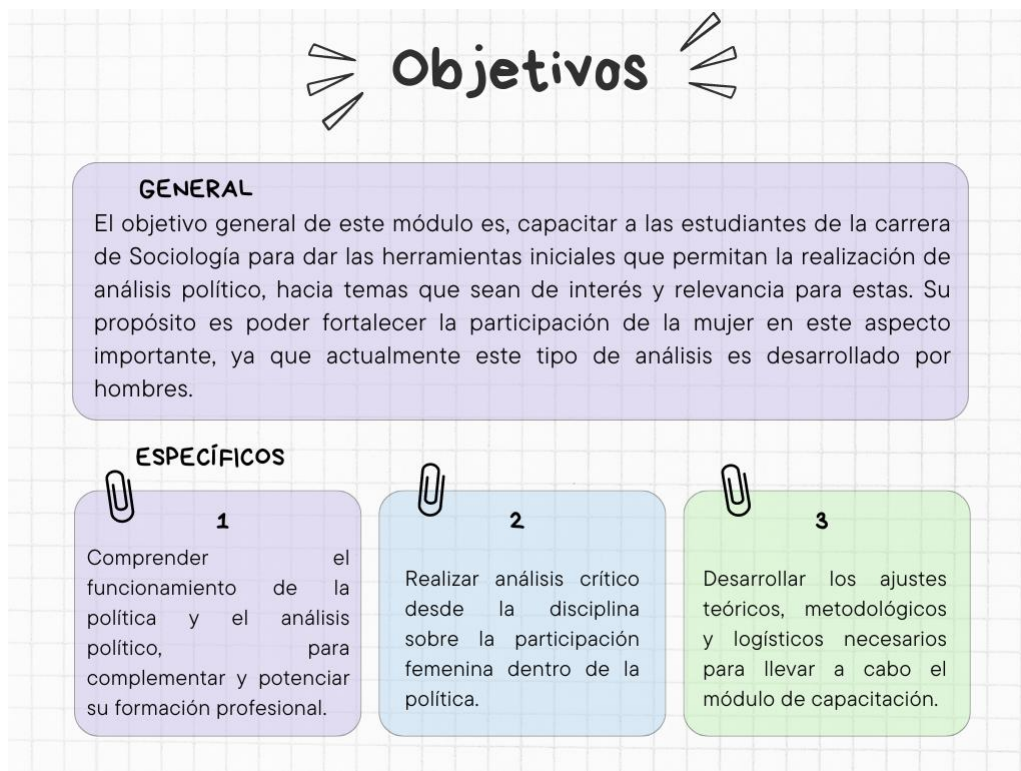 Objetivos
GENERAL
El objetivo general de este módulo es, capacitar a las estudiantes de la carrera
de Sociología para dar las herramientas iniciales que permitan la realización de
análisis político, hacia temas que sean de interés y relevancia para estas. Su
propósito es poder fortalecer la participación de la mujer en este aspecto
importante, ya que actualmente este tipo de análisis es desarrollado por
hombres.
ESPECÍFICOS
1
Comprender el
funcionamiento de la
política y el análisis
político, para
complementar y potenciar
su formación profesional.
2
Realizar análisis crítico
desde la disciplina
sobre la participación
femenina dentro de la
política.
3
Desarrollar los ajustes
teóricos, metodológicos
y logísticos necesarios
para llevar a cabo el
módulo de capacitación.